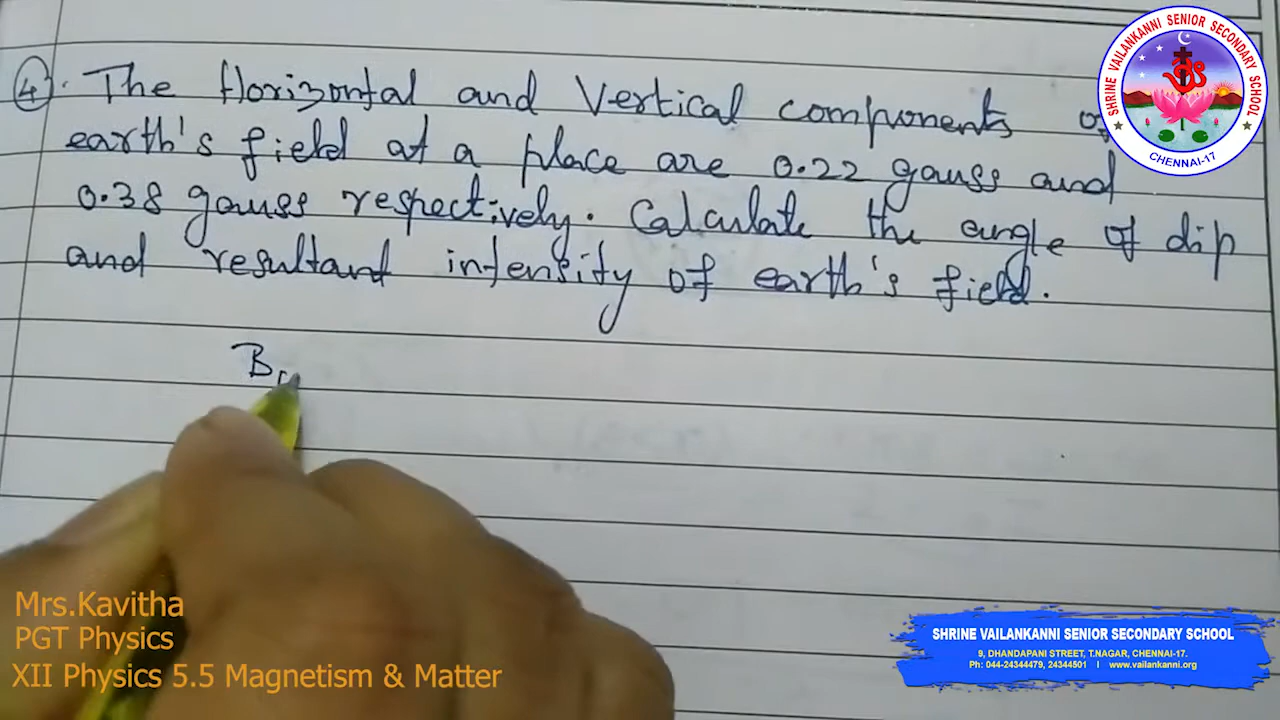 4. The Horizontal and Vertical components of
earth's field at a place are 0.22 gauss and
0.38 gauss respectively. Calculate the angle of dip
and resultant intensity of earth's field.
B
Mrs.Kavitha
PGT Physics
XII Physics 5.5 Magnetism & Matter
SHRINE VAILANKANNI SENIOR SECONDARY SCHOOL
CHENNAI-17
SHRINE VAILANKANNI SENIOR SECONDARY SCHOOL
9, DHANDAPANI STREET, T.NAGAR, CHENNAI-17.
Ph: 044-24344479, 24344501 I www.vailankanni.org